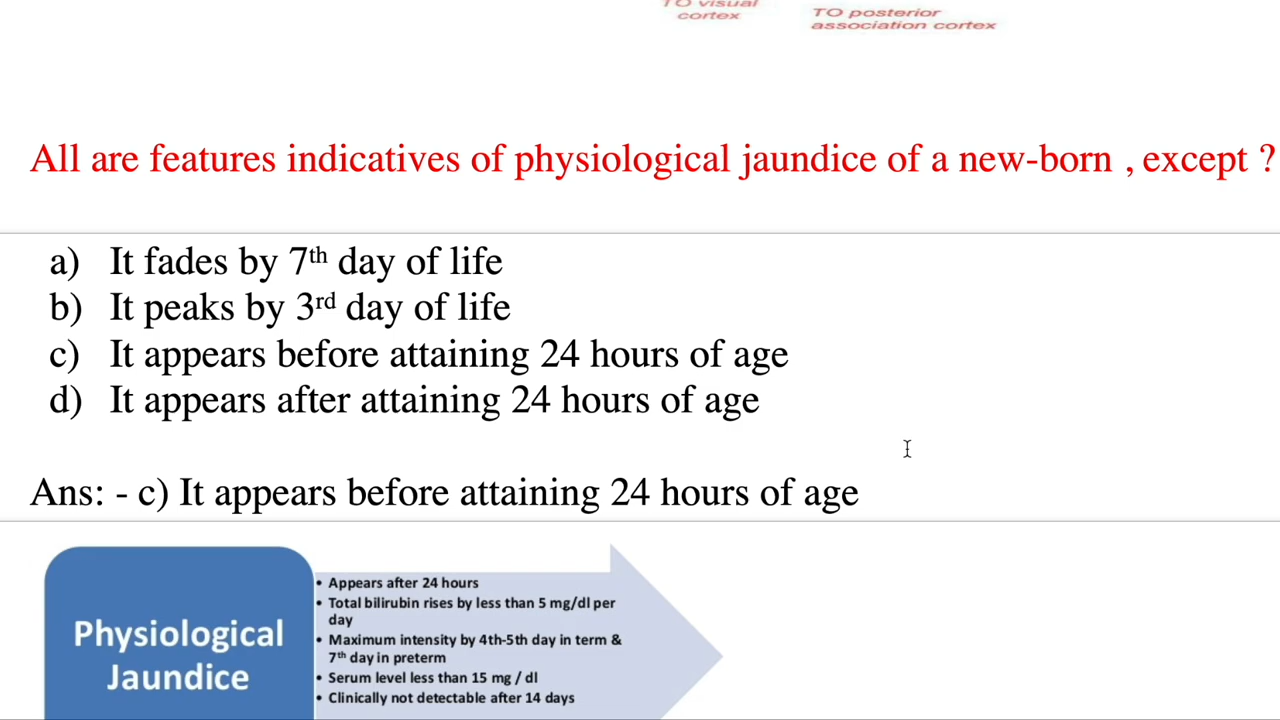 TO visual
cortex
TO posterior
association cortex
All are features indicatives of physiological jaundice of a new-born , except ?
a) It fades by 7th day of life
b) It peaks by 3rd day of life
c) It appears before attaining 24 hours of age
d) It appears after attaining 24 hours of age
Ans: - c) It appears before attaining 24 hours of age
Physiological
Jaundice
• Appears after 24 hours
• Total bilirubin rises by less than 5 mg/dl per
day
• Maximum intensity by 4th-5th day in term &
7th day in preterm
• Serum level less than 15 mg / dl
• Clinically not detectable after 14 days